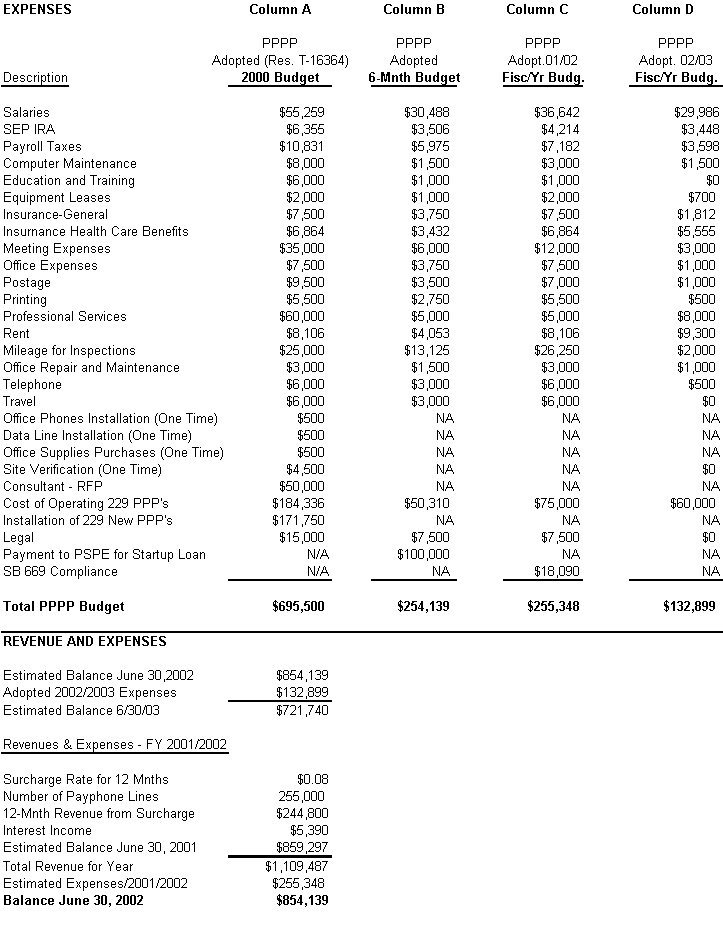 EXPENSES Column A Column B Column C Column D
PPPP PPPP PPPP PPPP
Adopted (Res. T-16364) Adopted Adopt.01/02 Adopt. 02/03
Description 2000 Budget 6-Mnth Budget Fisc/Yr Budg. Fisc/Yr Budg.
Salaries $55,259 $30,488 $36,642 $29,986
SEP IRA $6,355 $3,506 $4,214 $3,448
Payroll Taxes $10,831 $5,975 $7,182 $3,598
Computer Maintenance $8,000 $1,500 $3,000 $1,500
Education and Training $6,000 $1,000 $1,000 $0
Equipment Leases $2,000 $1,000 $2,000 $700
Insurance-General $7,500 $3,750 $7,500 $1,812
Insurnance Health Care Benefits $6,864 $3,432 $6,864 $5,555
Meeting Expenses $35,000 $6,000 $12,000 $3,000
Office Expenses $7,500 $3,750 $7,500 $1,000
Postage $9,500 $3,500 $7,000 $1,000
Printing $5,500 $2,750 $5,500 $500
Professional Services $60,000 $5,000 $5,000 $8,000
Rent $8,106 $4,053 $8,106 $9,300
Mileage for Inspections $25,000 $13,125 $26,250 $2,000
Office Repair and Maintenance $3,000 $1,500 $3,000 $1,000
Telephone $6,000 $3,000 $6,000 $500
Travel $6,000 $3,000 $6,000 $0
Office Phones Installation (One Time) $500 NA NA NA
Data Line Installation (One Time) $500 NA NA NA
Office Supplies Purchases (One Time) $500 NA NA NA
Site Verification (One Time) $4,500 NA NA $0
Consultant - RFP $50,000 NA NA NA
Cost of Operating 229 PPP's $184,336 $50,310 $75,000 $60,000
Installation of 229 New PPP's $171,750 NA NA NA
Legal $15,000 $7,500 $7,500 $0
Payment to PSPE for Startup Loan N/A $100,000 NA NA
SB 669 Compliance N/A NA $18,090 NA
Total PPPP Budget $695,500 $254,139 $255,348 $132,899
REVENUE AND EXPENSES
Estimated Balance June 30,2002 $854,139
Adopted 2002/2003 Expenses $132,899
Estimated Balance 6/30/03 $721,740
Revenues & Expenses - FY 2001/2002
Surcharge Rate for 12 Mnths $0.08
Number of Payphone Lines 255,000
12-Mnth Revenue from Surcharge $244,800
Interest Income $5,390
Estimated Balance June 30, 2001 $859,297
Total Revenue for Year $1,109,487
Estimated Expenses/2001/2002 $255,348
Balance June 30, 2002 $854,139